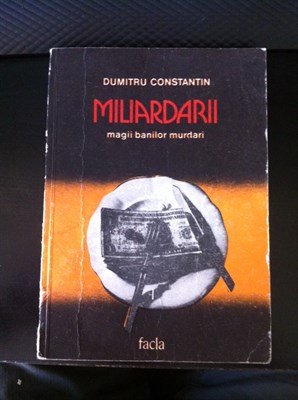 DUMITRU CONSTANTIN
MILIARDARII
magii banilor murdari
facla